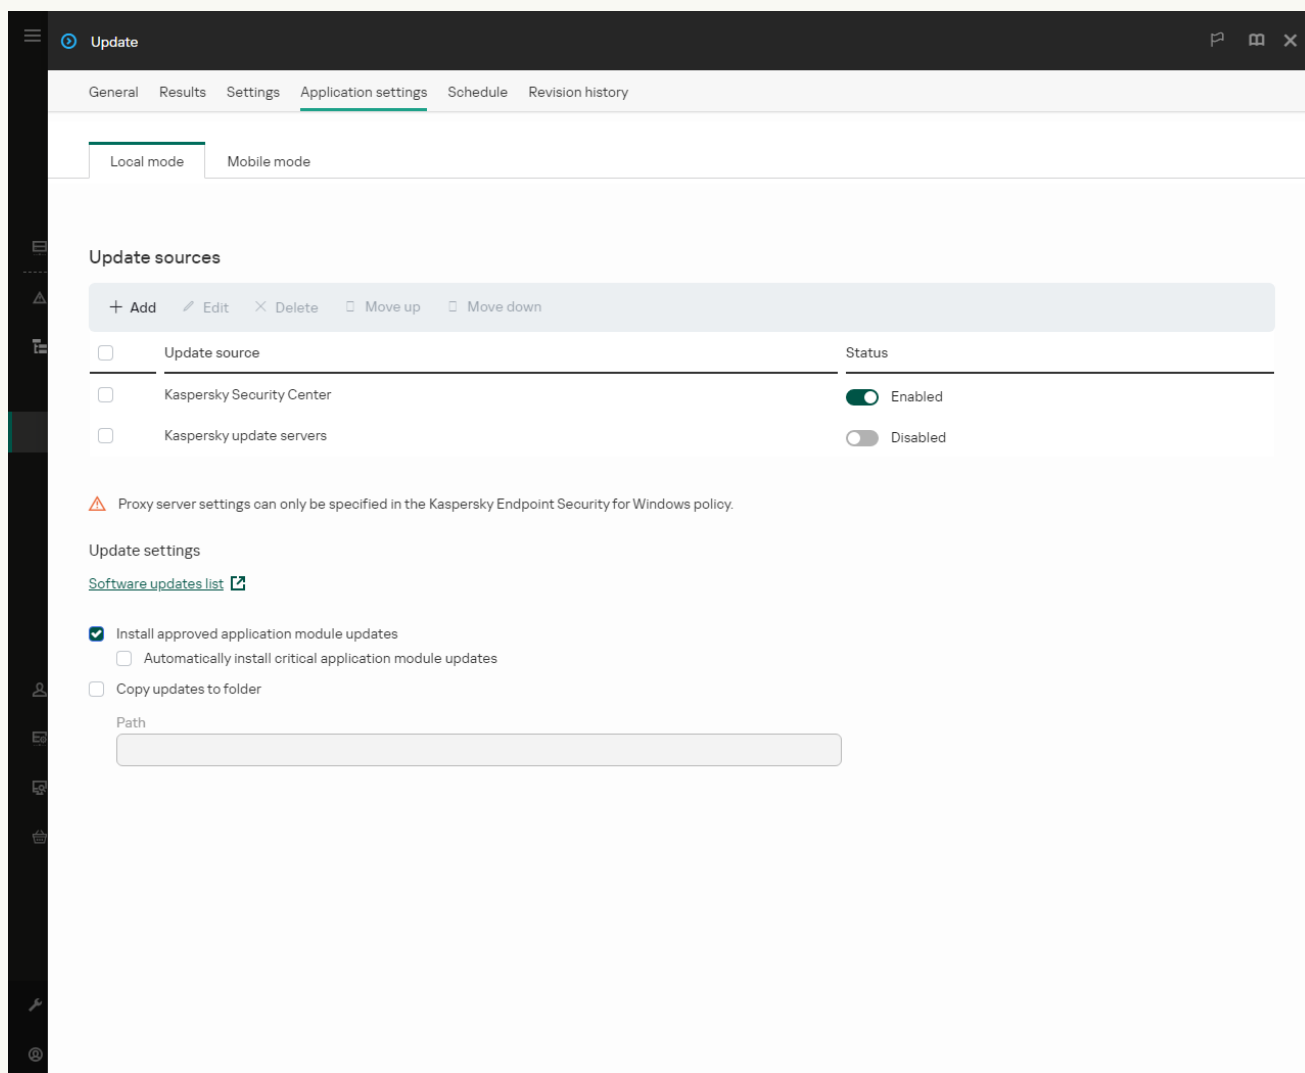 Update
General Results Settings Application settings Schedule Revision history
Local mode Mobile mode
Update sources
Add Edit Delete Move up Move down
Update source Status
Kaspersky Security Center Enabled
Kaspersky update servers Disabled
Proxy server settings can only be specified in the Kaspersky Endpoint Security for Windows policy.
Update settings
Software updates list
Install approved application module updates
Automatically install critical application module updates
Copy updates to folder
Path